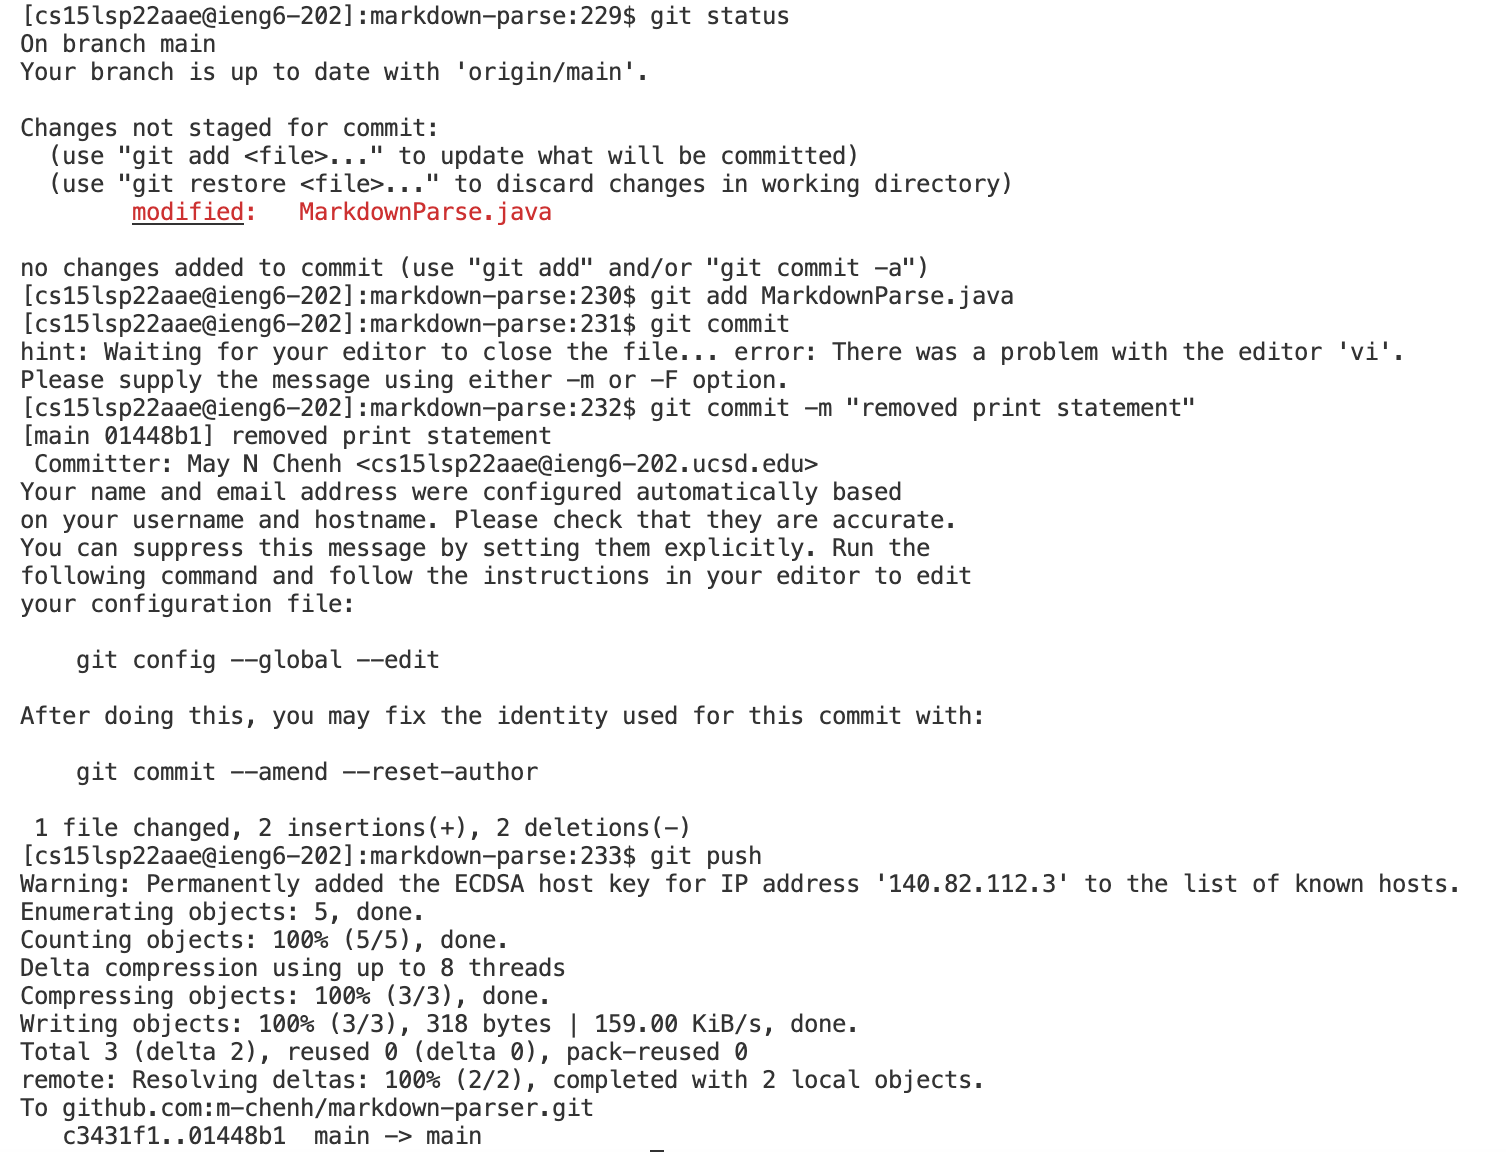 [cs15lsp22aae@ieng6-202]:markdown-parse:229$ git status
On branch main
Your branch is up to date with 'origin/main'.
Changes not staged for commit:
  (use "git add <file>..." to update what will be committed)
  (use "git restore <file>..." to discard changes in working directory)
        modified:   MarkdownParse.java
no changes added to commit (use "git add" and/or "git commit -a")
[cs15lsp22aae@ieng6-202]:markdown-parse:230$ git add MarkdownParse.java
[cs15lsp22aae@ieng6-202]:markdown-parse:231$ git commit
hint: Waiting for your editor to close the file... error: There was a problem with the editor 'vi'.
Please supply the message using either -m or -F option.
[cs15lsp22aae@ieng6-202]:markdown-parse:232$ git commit -m "removed print statement"
[main 01448b1] removed print statement
 Committer: May N Chenh <cs15lsp22aae@ieng6-202.ucsd.edu>
Your name and email address were configured automatically based
on your username and hostname. Please check that they are accurate.
You can suppress this message by setting them explicitly. Run the
following command and follow the instructions in your editor to edit
your configuration file:
    git config --global --edit
After doing this, you may fix the identity used for this commit with:
    git commit --amend --reset-author
 1 file changed, 2 insertions(+), 2 deletions(-)
[cs15lsp22aae@ieng6-202]:markdown-parse:233$ git push
Warning: Permanently added the ECDSA host key for IP address '140.82.112.3' to the list of known hosts.
Enumerating objects: 5, done.
Counting objects: 100% (5/5), done.
Delta compression using up to 8 threads
Compressing objects: 100% (3/3), done.
Writing objects: 100% (3/3), 318 bytes | 159.00 KiB/s, done.
Total 3 (delta 2), reused 0 (delta 0), pack-reused 0
remote: Resolving deltas: 100% (2/2), completed with 2 local objects.
To github.com:m-chenh/markdown-parser.git
   c3431f1..01448b1  main -> main